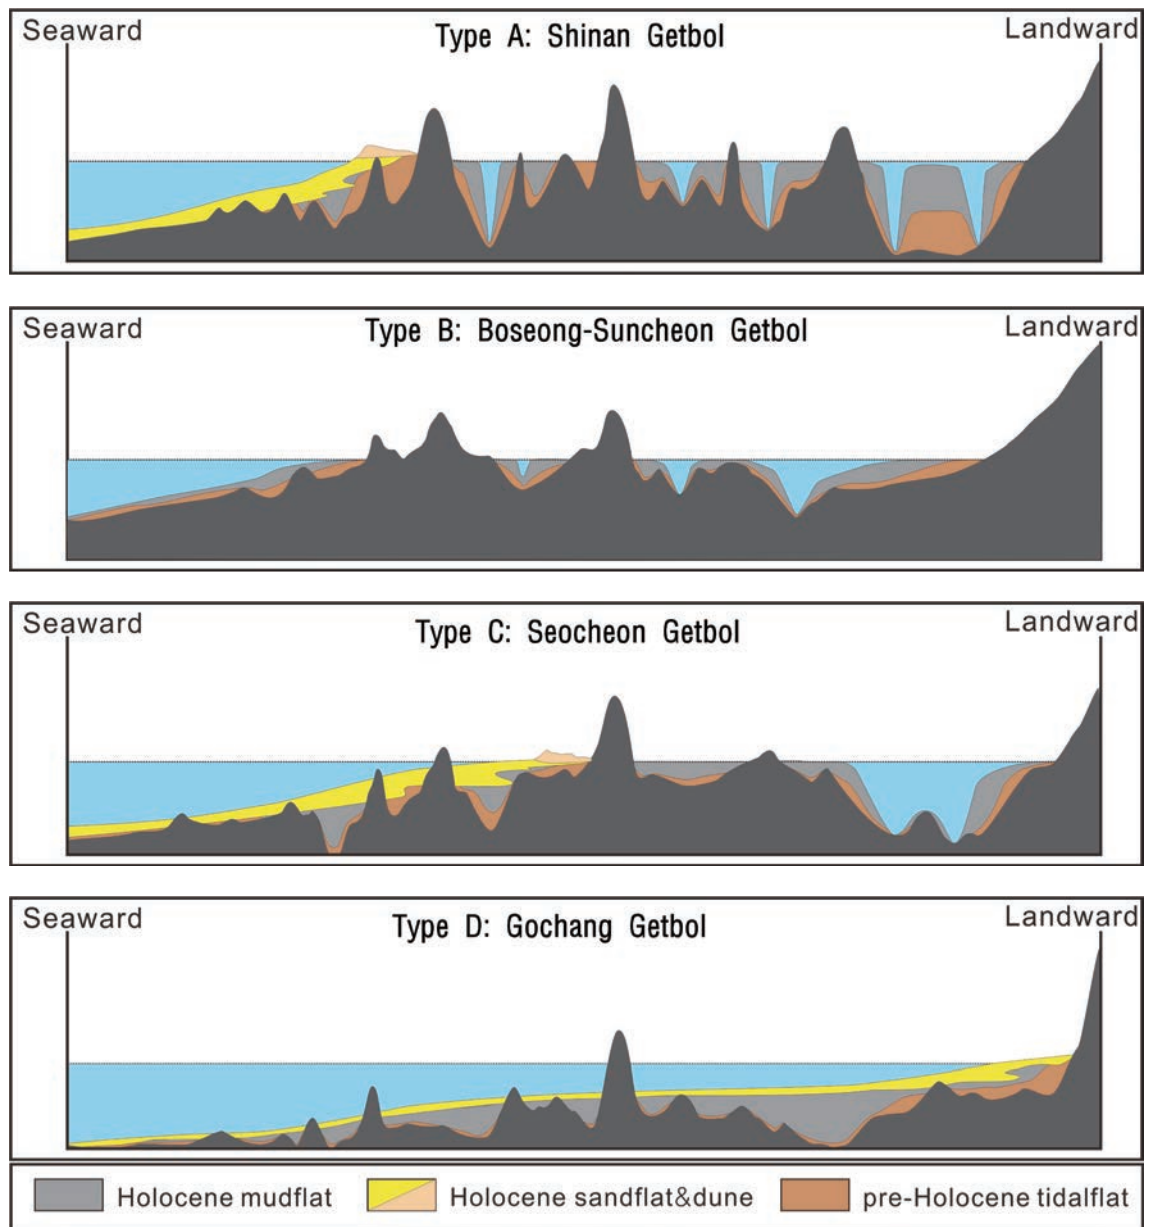 Seaward Type A: Shinan Getbol Landward
Seaward Type B: Boseong-Suncheon Getbol Landward
Seaward Type C: Seocheon Getbol Landward
Seaward Type D: Gochang Getbol Landward
Holocene mudflat Holocene sandflat&dune pre-Holocene tidalflat